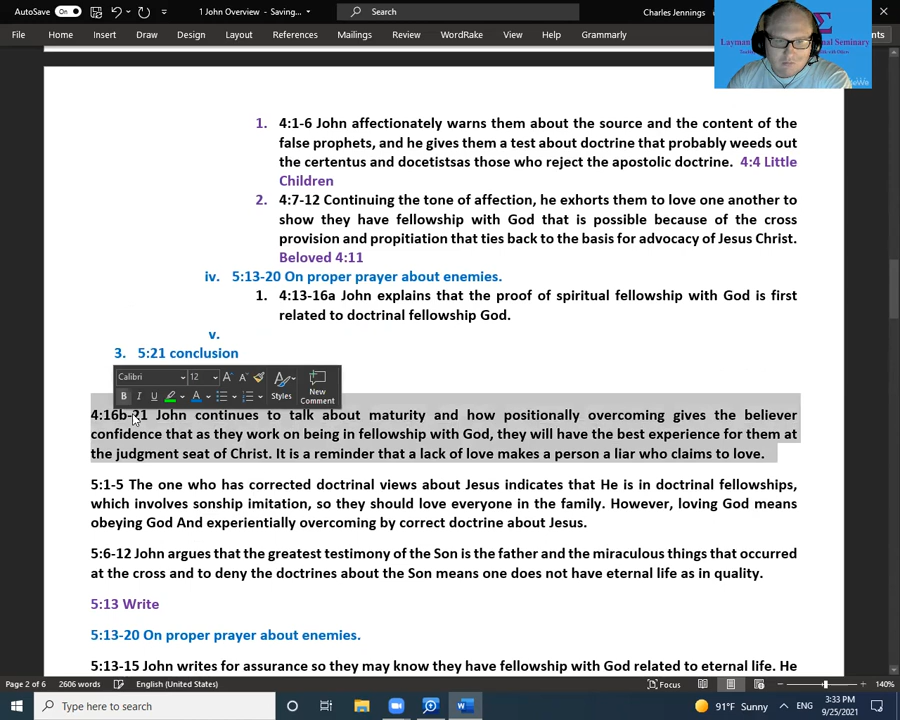 AutoSave On 1 John Overview - Saving... Search Charles Jennings
File Home Insert Draw Design Layout References Mailings Review WordRake View Help Grammarly
1. 4:1-6 John affectionately warns them about the source and the content of the
false prophets, and he gives them a test about doctrine that probably weeds out
the certentus and docetistsas those who reject the apostolic doctrine. 4:4 Little
Children
2. 4:7-12 Continuing the tone of affection, he exhorts them to love one another to
show they have fellowship with God that is possible because of the cross
provision and propitiation that ties back to the basis for advocacy of Jesus Christ.
Beloved 4:11
iv. 5:13-20 On proper prayer about enemies.
1. 4:13-16a John explains that the proof of spiritual fellowship with God is first
related to doctrinal fellowship God.
v.
3. 5:21 conclusion
Calibri 12
B I U A Styles New
Comment
4:16b-21 John continues to talk about maturity and how positionally overcoming gives the believer
confidence that as they work on being in fellowship with God, they will have the best experience for them at
the judgment seat of Christ. It is a reminder that a lack of love makes a person a liar who claims to love.
5:1-5 The one who has corrected doctrinal views about Jesus indicates that He is in doctrinal fellowships,
which involves sonship imitation, so they should love everyone in the family. However, loving God means
obeying God And experientially overcoming by correct doctrine about Jesus.
5:6-12 John argues that the greatest testimony of the Son is the father and the miraculous things that occurred
at the cross and to deny the doctrines about the Son means one does not have eternal life as in quality.
5:13 Write
5:13-20 On proper prayer about enemies.
5:13-15 John writes for assurance so they may know they have fellowship with God related to eternal life. He
Page 2 of 6 2606 words English (United States) Focus 140%
Type here to search 91°F Sunny ENG 3:33 PM
9/25/2021